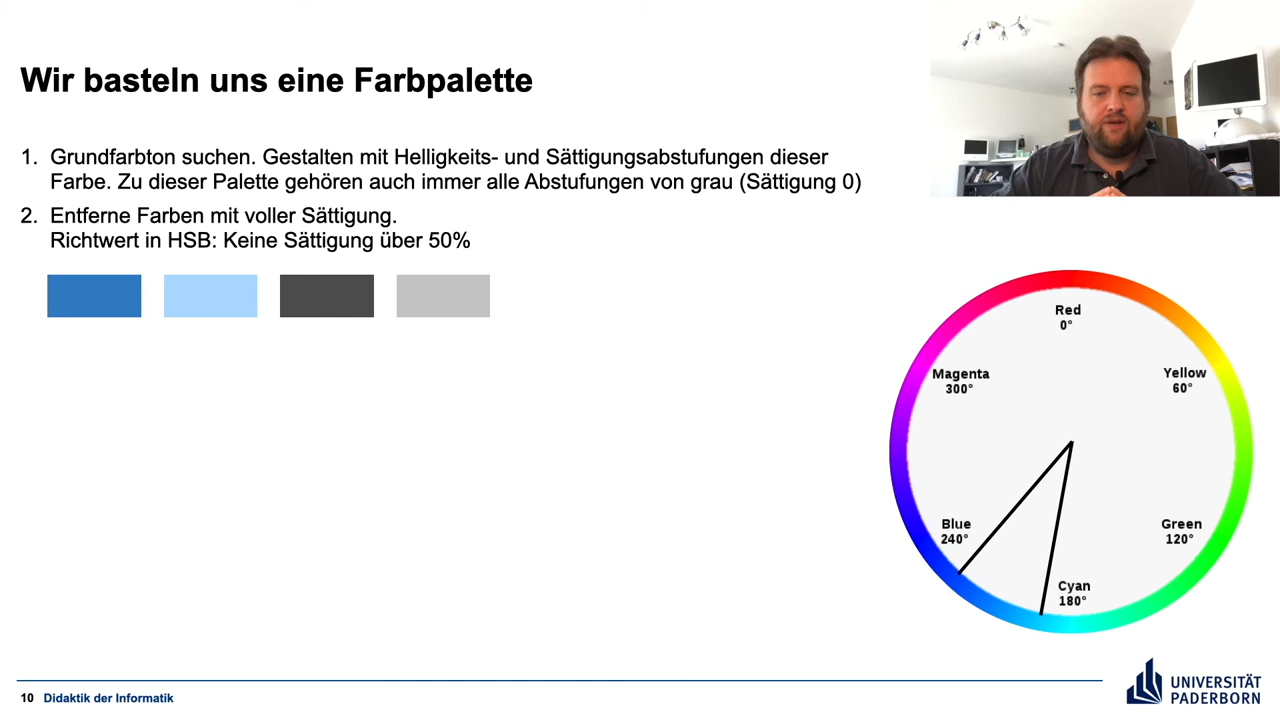 Wir basteln uns eine Farbpalette
1. Grundfarbton suchen. Gestalten mit Helligkeits- und Sättigungsabstufungen dieser
Farbe. Zu dieser Palette gehören auch immer alle Abstufungen von grau (Sättigung 0)
2. Entferne Farben mit voller Sättigung.
Richtwert in HSB: Keine Sättigung über 50%
Red
0°
Magenta
300°
Yellow
60°
Blue
240°
Green
120°
Cyan
180°
10 Didaktik der Informatik
UNIVERSITÄT
PADERBORN